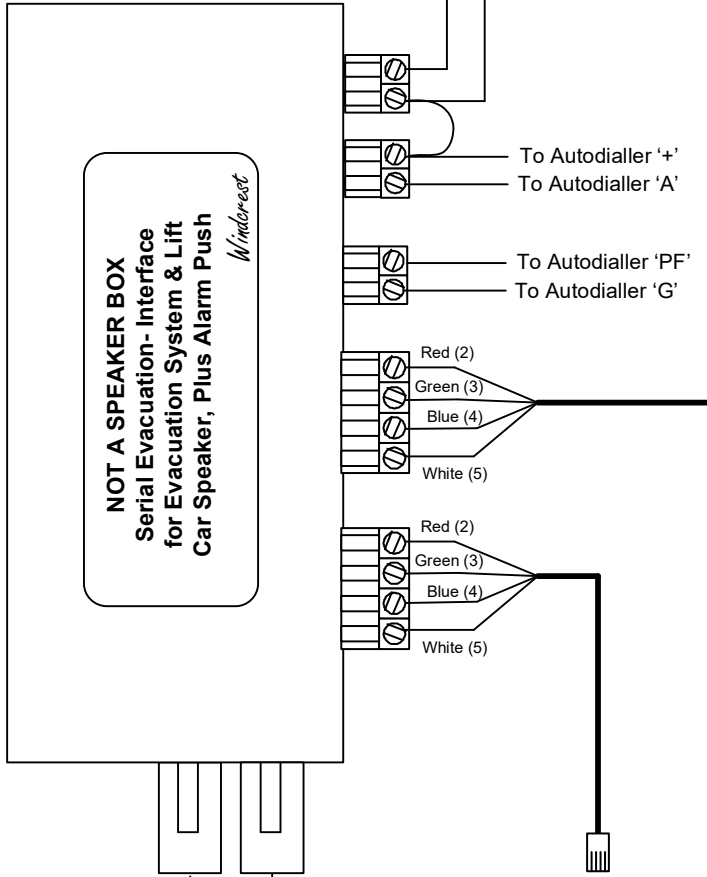 To Autodialler ‘+’
To Autodialler ‘A’
To Autodialler ‘PF’
To Autodialler ‘G’
NOT A SPEAKER BOX
Serial Evacuation- Interface
for Evacuation System & Lift
Car Speaker, Plus Alarm Push
Windcrest
Red (2)
Green (3)
Blue (4)
White (5)
Red (2)
Green (3)
Blue (4)
White (5)